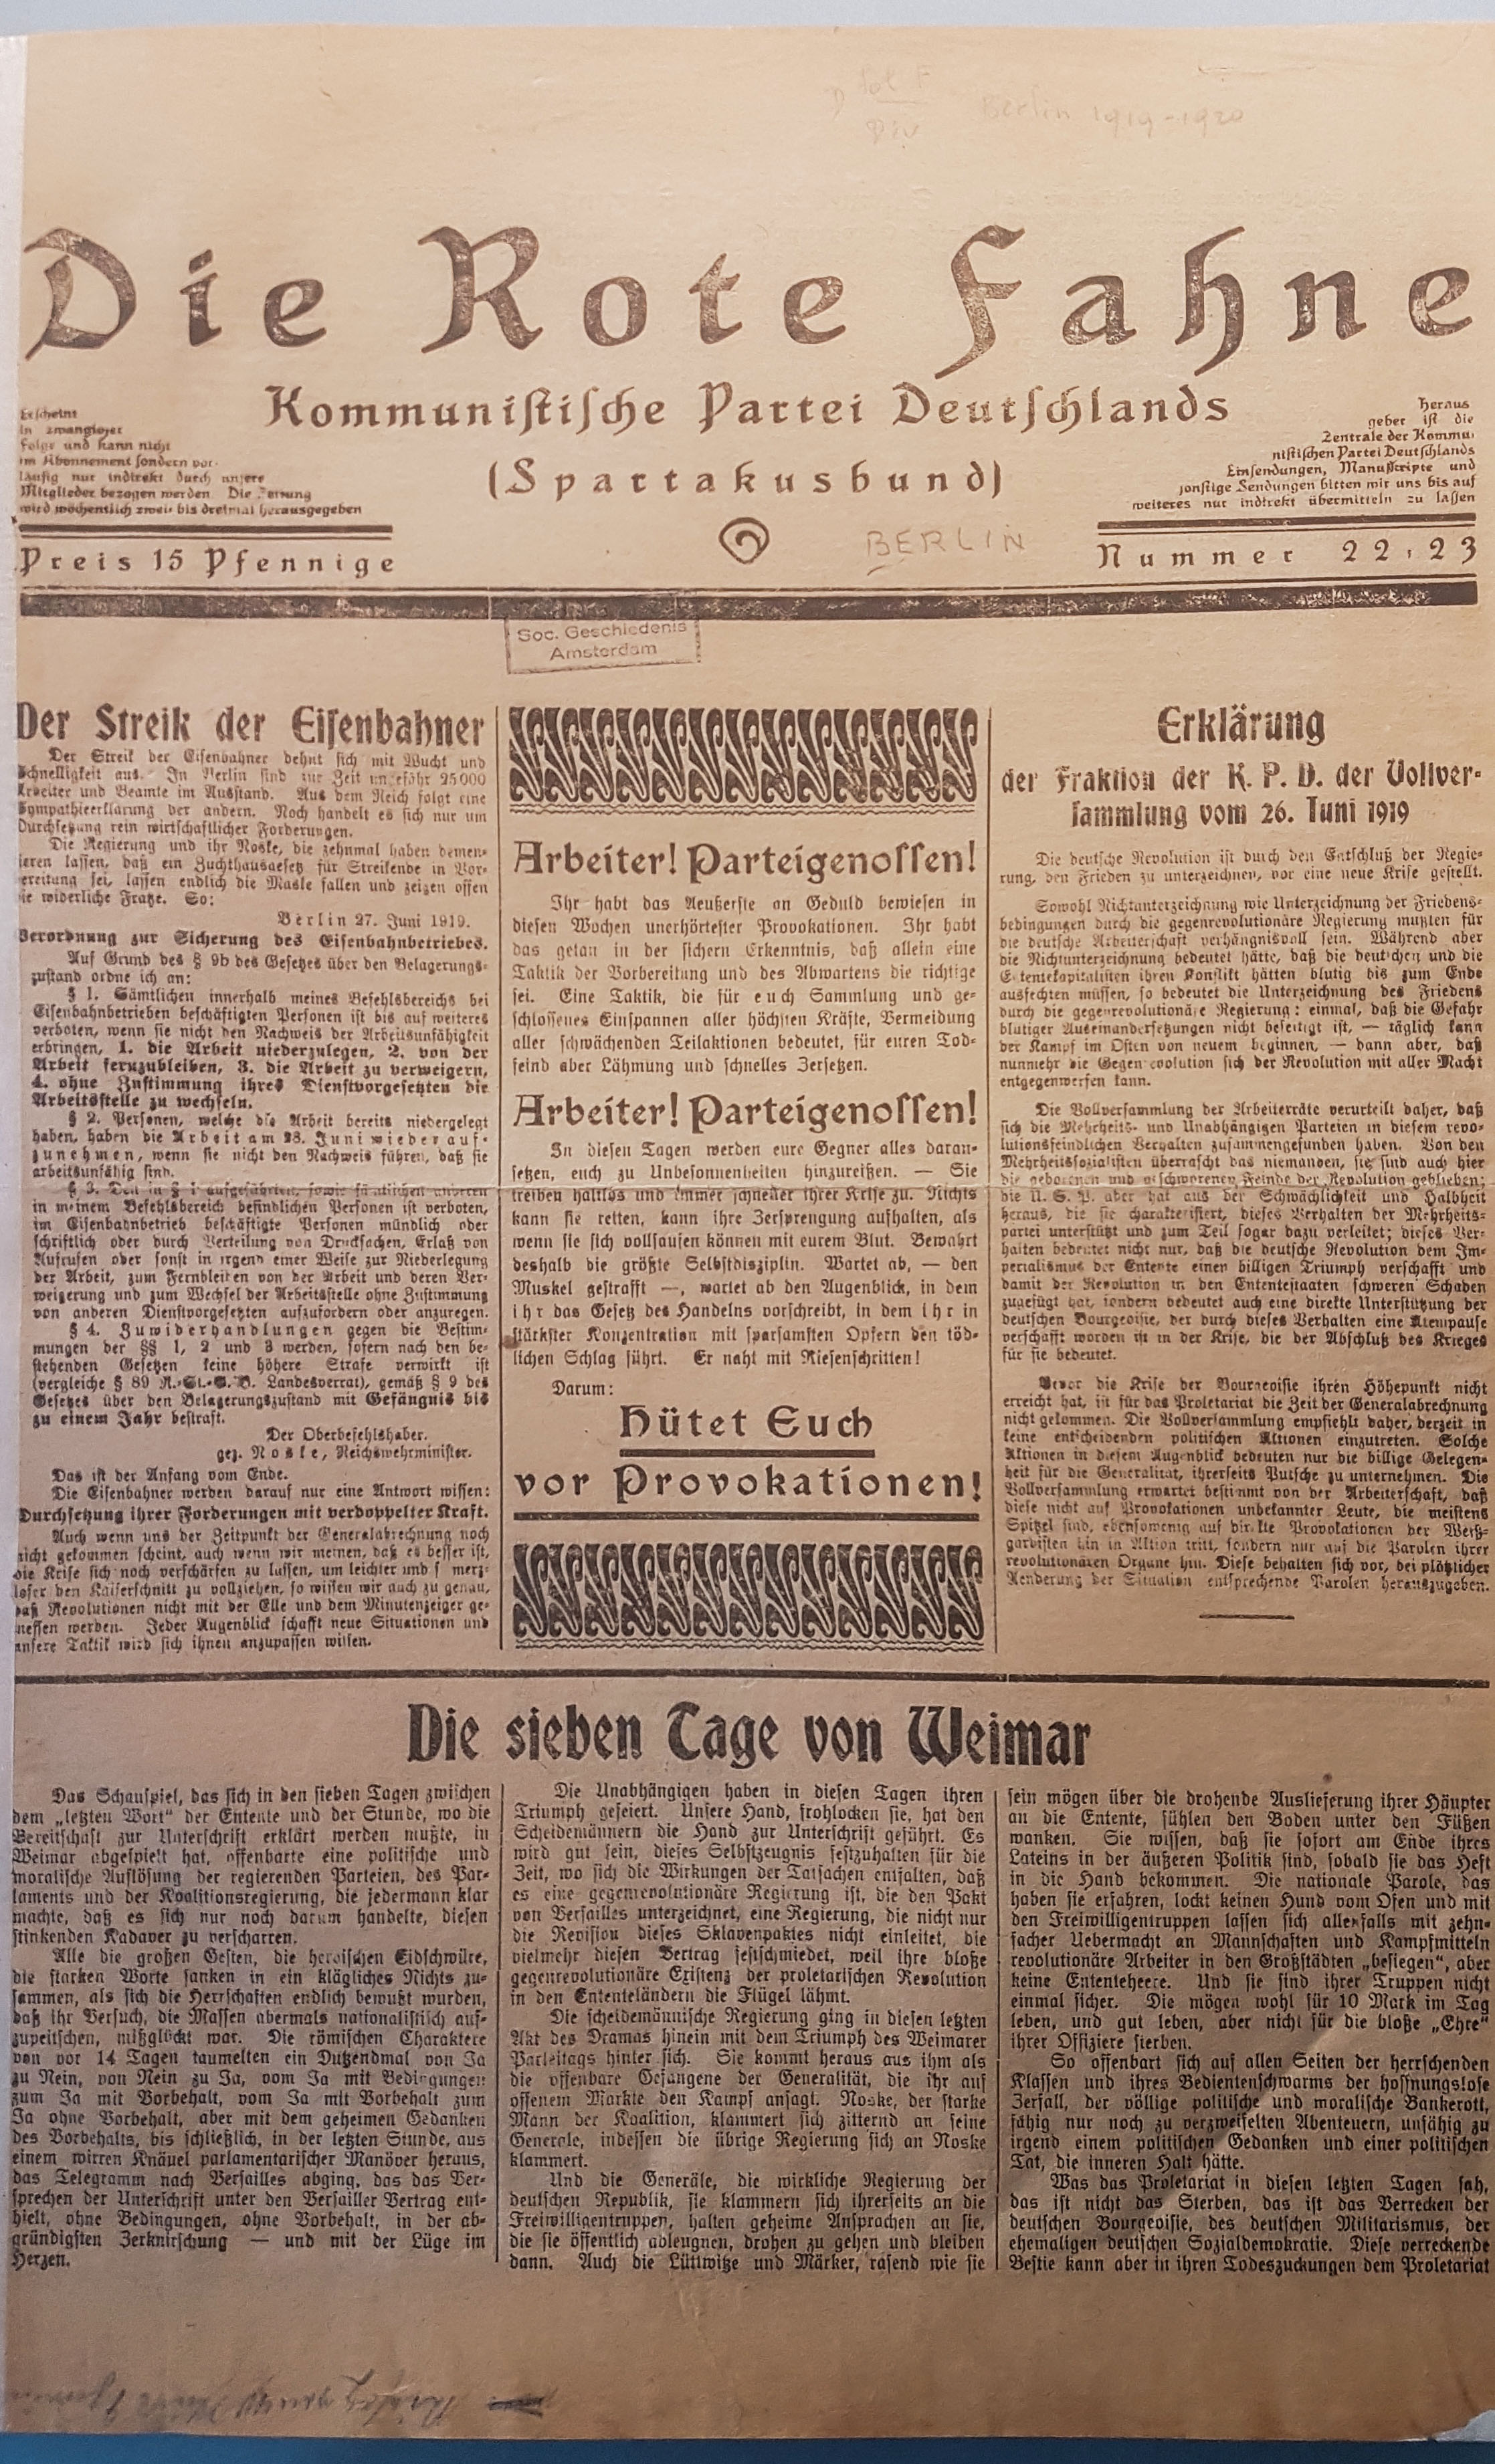 Berlin 1919-1920
Die Rote Fahne
Kommunistische Partei Deutschlands
(Spartakusbund)
Erscheint
in zwangloser
Folge und kann nicht
im Abonnement sondern vor-
läufig nur indirekt durch unsere
Mitglieder bezogen werden. Die Zeitung
wird wöchentlich zwei- bis dreimal herausgegeben
Heraus
geber ist die
Zentrale der Kommu-
nistischen Partei Deutschlands
Einsendungen, Manuskripte und
sonstige Sendungen bitten wir uns bis auf
weiteres nur indirekt übermitteln zu lassen
Preis 15 Pfennige
BERLIN
Nummer 22, 23
Soc. Geschiedenis
Amsterdam
Der Streik der Eisenbahner
Der Streik der Eisenbahner dehnt sich mit Wucht und
Schnelligkeit aus. In Berlin sind zur Zeit ungefähr 25000
Arbeiter und Beamte im Ausstand. Aus dem Reich folgt eine
Sympathieerklärung der andern. Noch handelt es sich nur um
Durchsetzung rein wirtschaftlicher Forderungen.
Die Regierung und ihr Noske, die zehnmal haben demen-
tieren lassen, daß ein Zuchthausgesetz für Streikende in Vor-
bereitung sei, lassen endlich die Maske fallen und zeigen offen
die widerliche Fratze. So:
Berlin 27. Juni 1919.
Verordnung zur Sicherung des Eisenbahnbetriebes.
Auf Grund des § 9b des Gesetzes über den Belagerungs-
zustand ordne ich an:
§ 1. Sämtlichen innerhalb meines Befehlsbereichs bei
Eisenbahnbetrieben beschäftigten Personen ist bis auf weiteres
verboten, wenn sie nicht den Nachweis der Arbeitsunfähigkeit
erbringen, 1. die Arbeit niederzulegen, 2. von der
Arbeit fernzubleiben, 3. die Arbeit zu verweigern,
4. ohne Zustimmung ihres Dienstvorgesetzten die
Arbeitsstelle zu wechseln.
§ 2. Personen, welche die Arbeit bereits niedergelegt
haben, haben die Arbeit am 28. Juni wieder auf-
zunehmen, wenn sie nicht den Nachweis führen, daß sie
arbeitsunfähig sind.
§ 3. Den in § 1 aufgeführten, sowie sämtlichen anderen
in meinem Befehlsbereich befindlichen Personen ist verboten,
im Eisenbahnbetrieb beschäftigte Personen mündlich oder
schriftlich oder durch Verteilung von Drucksachen, Erlaß von
Aufrufen oder sonst in irgend einer Weise zur Niederlegung
der Arbeit, zum Fernbleiben von der Arbeit und deren Ver-
weigerung und zum Wechsel der Arbeitsstelle ohne Zustimmung
von anderen Dienstvorgesetzten aufzufordern oder anzuregen.
§ 4. Zuwiderhandlungen gegen die Bestim-
mungen der §§ 1, 2 und 3 werden, sofern nach den be-
stehenden Gesetzen keine höhere Strafe verwirkt ist
(vergleiche § 89 R.-St.-G.-B. Landesverrat), gemäß § 9 des
Gesetzes über den Belagerungszustand mit Gefängnis bis
zu einem Jahr bestraft.
Der Oberbefehlshaber.
gez. Noske, Reichswehrminister.
Das ist der Anfang vom Ende.
Die Eisenbahner werden darauf nur eine Antwort wissen:
Durchsetzung ihrer Forderungen mit verdoppelter Kraft.
Auch wenn uns der Zeitpunkt der Generalabrechnung noch
nicht gekommen scheint, auch wenn wir meinen, daß es besser ist,
die Krise sich noch verschärfen zu lassen, um leichter und schmerz-
loser den Kaiserschnitt zu vollziehen, so wissen wir auch zu genau,
daß Revolutionen nicht mit der Elle und dem Minutenzeiger ge-
messen werden. Jeder Augenblick schafft neue Situationen und
unsere Taktik wird sich ihnen anzupassen wissen.
Arbeiter! Parteigenossen!
Ihr habt das Aeußerste an Geduld bewiesen in
diesen Wochen unerhörtester Provokationen. Ihr habt
das getan in der sichern Erkenntnis, daß allein eine
Taktik der Vorbereitung und des Abwartens die richtige
sei. Eine Taktik, die für euch Sammlung und ge-
schlossenes Einspannen aller höchsten Kräfte, Vermeidung
aller schwächenden Teilaktionen bedeutet, für euren Tod-
feind aber Lähmung und schnelles Zersetzen.
Arbeiter! Parteigenossen!
In diesen Tagen werden eure Gegner alles daran-
setzen, euch zu Unbesonnenheiten hinzureißen. — Sie
treiben haltlos und immer schneller ihrer Krise zu. Nichts
kann sie retten, kann ihre Zersprengung aufhalten, als
wenn sie sich vollsaufen können mit eurem Blut. Bewahrt
deshalb die größte Selbstdisziplin. Wartet ab, — den
Muskel gestrafft —, wartet ab den Augenblick, in dem
ihr das Gesetz des Handelns vorschreibt, in dem ihr in
stärkster Konzentration mit sparsamsten Opfern den töd-
lichen Schlag führt. Er naht mit Riesenschritten!
Darum:
Hütet Euch
vor Provokationen!
Erklärung
der Fraktion der K. P. D. der Vollver-
sammlung vom 26. Juni 1919
Die deutsche Revolution ist durch den Entschluß der Regie-
rung, den Frieden zu unterzeichnen, vor eine neue Krise gestellt.
Sowohl Nichtunterzeichnung wie Unterzeichnung der Friedens-
bedingungen durch die gegenrevolutionäre Regierung mußten für
die deutsche Arbeiterschaft verhängnisvoll sein. Während aber
die Nichtunterzeichnung bedeutet hätte, daß die deutschen und die
Ententekapitalisten ihren Konflikt hätten blutig bis zum Ende
ausfechten müssen, so bedeutet die Unterzeichnung des Friedens
durch die gegenrevolutionäre Regierung: einmal, daß die Gefahr
blutiger Auseinandersetzungen nicht beseitigt ist, — täglich kann
der Kampf im Osten von neuem beginnen, — dann aber, daß
nunmehr die Gegenrevolution sich der Revolution mit aller Macht
entgegenwerfen kann.
Die Vollversammlung der Arbeiterräte verurteilt daher, daß
sich die Mehrheits- und Unabhängigen Parteien in diesem revo-
lutionsfeindlichen Verhalten zusammengefunden haben. Von den
Mehrheitssozialisten überrascht das niemanden, sie sind auch hier
die geborenen und geschworenen Feinde der Revolution geblieben;
die U. S. P. aber hat aus der Schwächlichkeit und Halbheit
heraus, die sie charakterisiert, dieses Verhalten der Mehrheits-
partei unterstützt und zum Teil sogar dazu verleitet; dieses Ver-
halten bedeutet nicht nur, daß die deutsche Revolution dem Im-
perialismus der Entente einen billigen Triumph verschafft und
damit der Revolution in den Ententestaaten schweren Schaden
zugefügt hat, sondern bedeutet auch eine direkte Unterstützung der
deutschen Bourgeoisie, der durch dieses Verhalten eine Atempause
verschafft worden ist in der Krise, die der Abschluß des Krieges
für sie bedeutet.
Bevor die Krise der Bourgeoisie ihren Höhepunkt nicht
erreicht hat, ist für das Proletariat die Zeit der Generalabrechnung
nicht gekommen. Die Vollversammlung empfiehlt daher, derzeit in
keine entscheidenden politischen Aktionen einzutreten. Solche
Aktionen in diesem Augenblick bedeuten nur die billige Gelegen-
heit für die Generalität, ihrerseits Putsche zu unternehmen. Die
Vollversammlung erwartet bestimmt von der Arbeiterschaft, daß
diese nicht auf Provokationen unbekannter Leute, die meistens
Spitzel sind, ebensowenig auf direkte Provokationen der Weiß-
gardisten hin in Aktion tritt, sondern nur auf die Parolen ihrer
revolutionären Organe hin. Diese behalten sich vor, bei plötzlicher
Aenderung der Situation entsprechende Parolen herauszugeben.
Die sieben Tage von Weimar
Das Schauspiel, das sich in den sieben Tagen zwischen
dem „letzten Wort“ der Entente und der Stunde, wo die
Bereitschaft zur Unterschrift erklärt werden mußte, in
Weimar abgespielt hat, offenbarte eine politische und
moralische Auflösung der regierenden Parteien, des Par-
laments und der Koalitionsregierung, die jedermann klar
machte, daß es sich nur noch darum handelte, diesen
stinkenden Kadaver zu verscharren.
Alle die großen Gesten, die heroischen Eidschwüre,
die starken Worte sanken in ein klägliches Nichts zu-
sammen, als sich die Herrschaften endlich bewußt wurden,
daß ihr Versuch, die Massen abermals nationalistisch auf-
zupeitschen, mißglückt war. Die römischen Charaktere
von vor 14 Tagen taumelten ein Dutzendmal von Ja
zu Nein, von Nein zu Ja, vom Ja mit Bedingungen
zum Ja mit Vorbehalt, vom Ja mit Vorbehalt zum
Ja ohne Vorbehalt, aber mit dem geheimen Gedanken
des Vorbehalts, bis schließlich, in der letzten Stunde, aus
einem wirren Knäuel parlamentarischer Manöver heraus,
das Telegramm nach Versailles abging, das das Ver-
sprechen der Unterschrift unter den Versailler Vertrag ent-
hielt, ohne Bedingungen, ohne Vorbehalt, in der ab-
gründigsten Zerknirschung — und mit der Lüge im
Herzen.
Die Unabhängigen haben in diesen Tagen ihren
Triumph gefeiert. Unsere Hand, frohlocken sie, hat den
Scheidemännern die Hand zur Unterschrift geführt. Es
wird gut sein, dieses Selbstzeugnis festzuhalten für die
Zeit, wo sich die Wirkungen der Tatsachen entfalten, daß
es eine gegenrevolutionäre Regierung ist, die den Pakt
von Versailles unterzeichnet, eine Regierung, die nicht nur
die Revision dieses Sklavenpaktes nicht einleitet, die
vielmehr diesen Vertrag festschmiedet, weil ihre bloße
gegenrevolutionäre Existenz der proletarischen Revolution
in den Ententeländern die Flügel lähmt.
Die scheidemännische Regierung ging in diesen letzten
Akt des Dramas hinein mit dem Triumph des Weimarer
Parteitags hinter sich. Sie kommt heraus aus ihm als
die offenbare Gefangene der Generalität, die ihr auf
offenem Markte den Kampf ansagt. Noske, der starke
Mann der Koalition, klammert sich zitternd an seine
Generale, indessen die übrige Regierung sich an Noske
klammert.
Und die Generäle, die wirkliche Regierung der
deutschen Republik, sie klammern sich ihrerseits an die
Freiwilligentruppen, halten geheime Ansprachen an sie,
die sie öffentlich ableugnen, drohen zu gehen und bleiben
dann. Auch die Lüttwitze und Märker, rasend wie sie
sein mögen über die drohende Auslieferung ihrer Häupter
an die Entente, fühlen den Boden unter den Füßen
wanken. Sie wissen, daß sie sofort am Ende ihres
Lateins in der äußeren Politik sind, sobald sie das Heft
in die Hand bekommen. Die nationale Parole, das
haben sie erfahren, lockt keinen Hund vom Ofen und mit
den Freiwilligentruppen lassen sich allenfalls mit zehn-
facher Uebermacht an Mannschaften und Kampfmitteln
revolutionäre Arbeiter in den Großstädten „besiegen“, aber
keine Ententeheere. Und sie sind ihrer Truppen nicht
einmal sicher. Die mögen wohl für 10 Mark im Tag
leben, und gut leben, aber nicht für die bloße „Ehre“
ihrer Offiziere sterben.
So offenbart sich auf allen Seiten der herrschenden
Klassen und ihres Bedientenschwarms der hoffnungslose
Zerfall, der völlige politische und moralische Bankerott,
fähig nur noch zu verzweifelten Abenteuern, unfähig zu
irgend einem politischen Gedanken und einer politischen
Tat, die inneren Halt hätte.
Was das Proletariat in diesen letzten Tagen sah,
das ist nicht das Sterben, das ist das Verrecken der
deutschen Bourgeoisie, des deutschen Militarismus, der
ehemaligen deutschen Sozialdemokratie. Diese verreckende
Bestie kann aber in ihren Todeszuckungen dem Proletariat